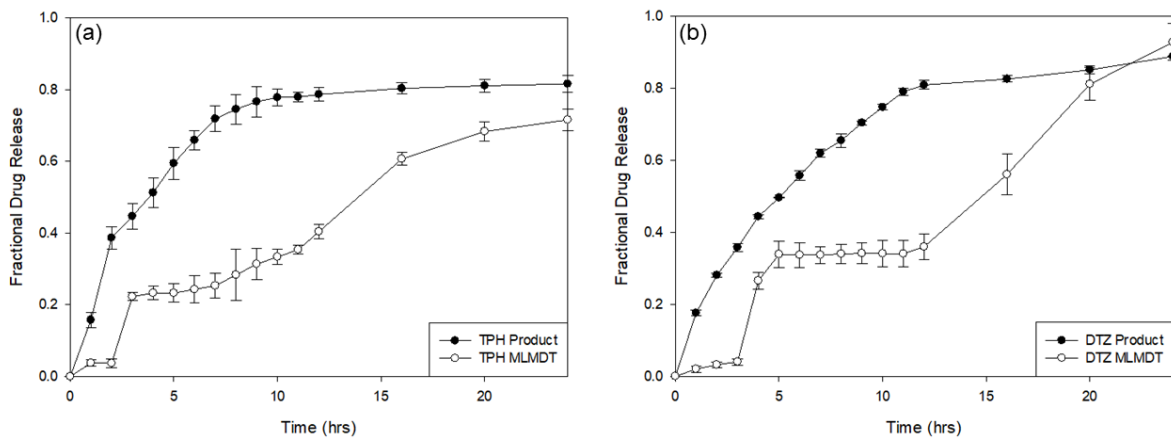 (a)
Fractional Drug Release
1.0
0.8
0.6
0.4
0.2
0.0
0
5
10
15
20
Time (hrs)
TPH Product
TPH MLMDT
(b)
Fractional Drug Release
1.0
0.8
0.6
0.4
0.2
0.0
0
5
10
15
20
Time (hrs)
DTZ Product
DTZ MLMDT